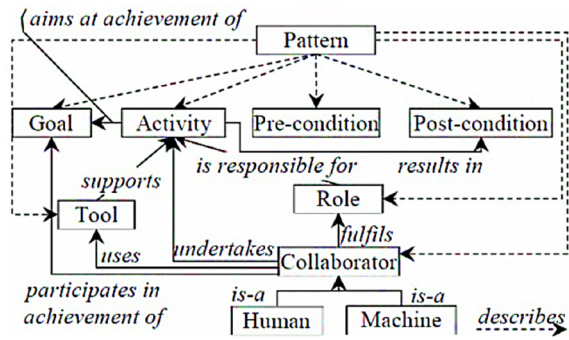 aims at achievement of
Pattern
Goal
Activity
Pre-condition
Post-condition
is responsible for
results in
supports
Role
Tool
fulfils
uses
undertakes
Collaborator
participates in
achievement of
is-a
is-a
Human
Machine
describes